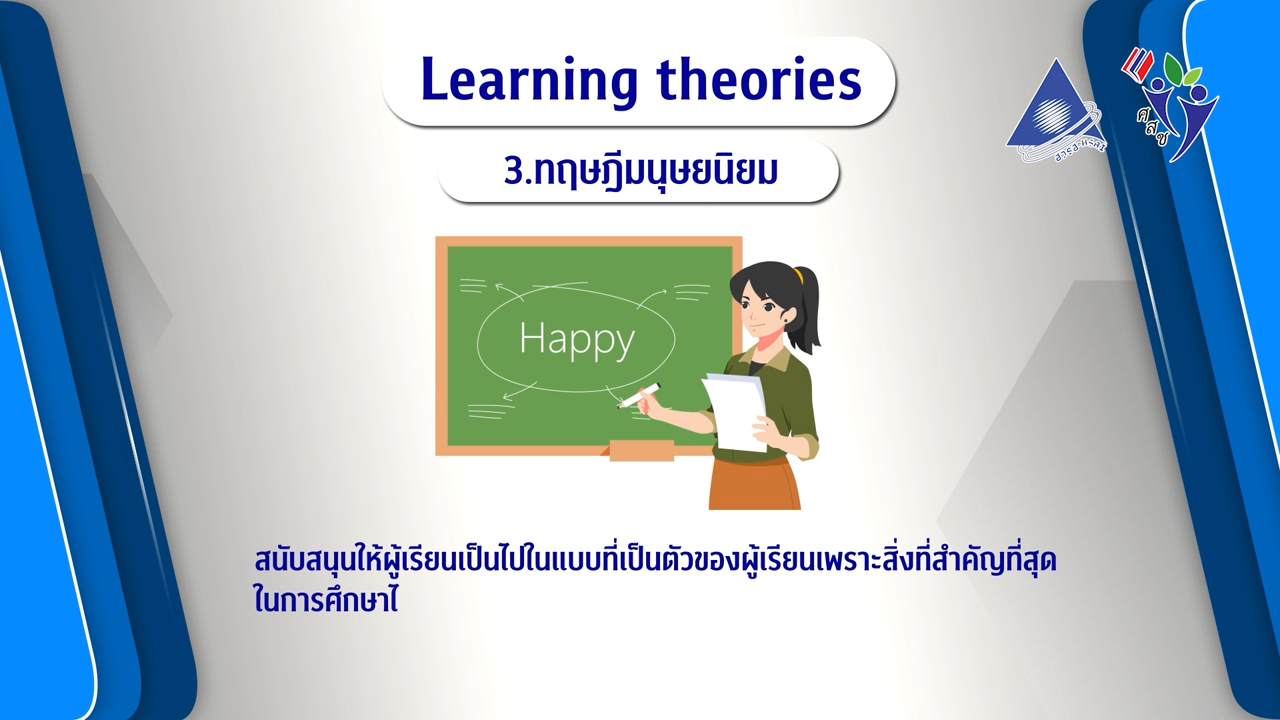 Learning theories
3.ทฤษฎีมนุษยนิยม
ศสช
Happy
สนับสนุนให้ผู้เรียนเป็นไปในแบบที่เป็นตัวของผู้เรียนเพราะสิ่งที่สำคัญที่สุด
ในการศึกษาไ